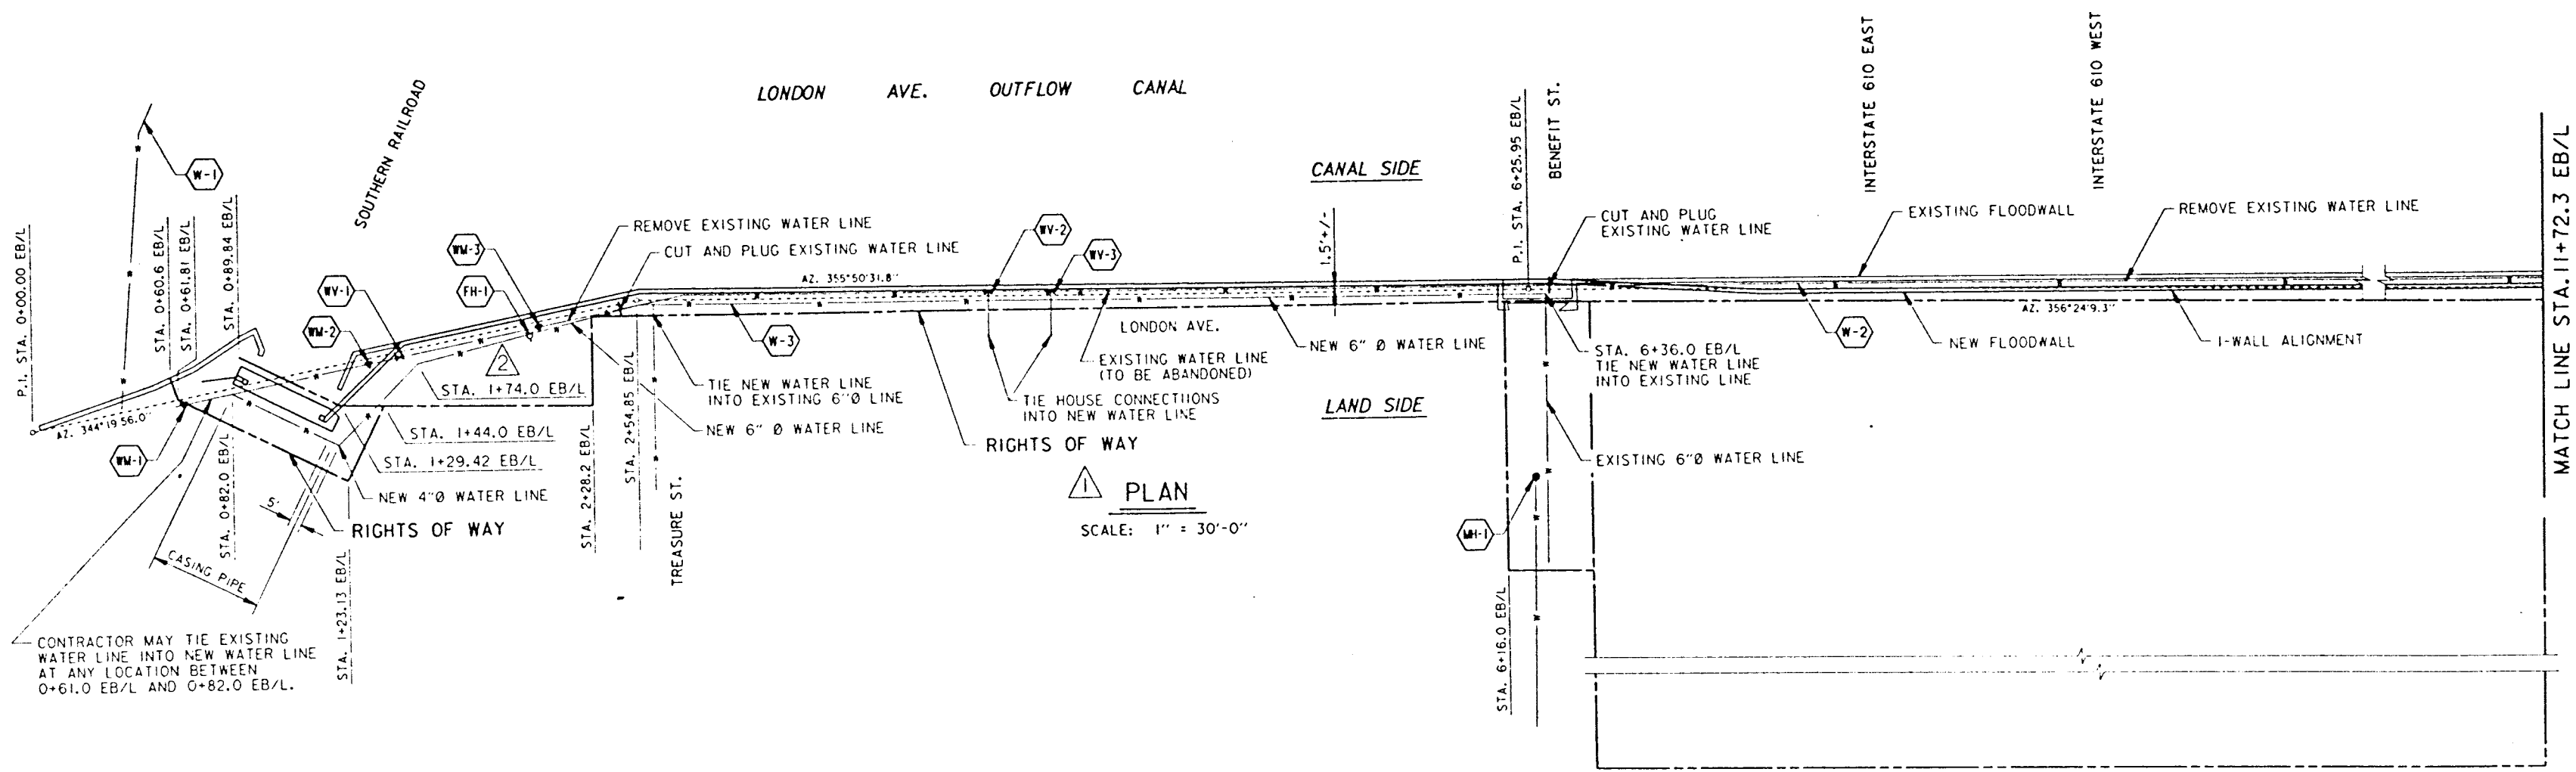 LONDON AVE. OUTFLOW CANAL
SOUTHERN RAILROAD
INTERSTATE 610 EAST
INTERSTATE 610 WEST
MATCH LINE STA. 11+72.3 EB/L
BENEFIT ST.
P.I. STA. 6+25.95 EB/L
CANAL SIDE
1.5'+/-
W-1
P.I. STA. 0+00.00 EB/L
STA. 0+60.6 EB/L
STA. 0+61.81 EB/L
STA. 0+89.84 EB/L
WM-3
FH-1
WV-1
WM-2
REMOVE EXISTING WATER LINE
CUT AND PLUG EXISTING WATER LINE
AZ. 355°50'31.8"
WV-2
WV-3
CUT AND PLUG
EXISTING WATER LINE
EXISTING FLOODWALL
REMOVE EXISTING WATER LINE
AZ. 356°24'9.3"
W-2
NEW FLOODWALL
I-WALL ALIGNMENT
STA. 6+36.0 EB/L
TIE NEW WATER LINE
INTO EXISTING LINE
LONDON AVE.
NEW 6" Ø WATER LINE
EXISTING WATER LINE
(TO BE ABANDONED)
W-3
TIE HOUSE CONNECTIIONS
INTO NEW WATER LINE
LAND SIDE
RIGHTS OF WAY
TIE NEW WATER LINE
INTO EXISTING 6"Ø LINE
NEW 6" Ø WATER LINE
2
STA. 1+74.0 EB/L
STA. 1+44.0 EB/L
STA. 1+29.42 EB/L
NEW 4"Ø WATER LINE
RIGHTS OF WAY
AZ. 344°19'56.0"
WM-1
STA. 0+82.0 EB/L
5'
CASING PIPE
STA. 1+23.13 EB/L
STA. 2+28.2 EB/L
STA. 2+54.85 EB/L
TREASURE ST.
1
PLAN
SCALE: 1" = 30'-0"
EXISTING 6"Ø WATER LINE
MH-1
STA. 6+16.0 EB/L
CONTRACTOR MAY TIE EXISTING
WATER LINE INTO NEW WATER LINE
AT ANY LOCATION BETWEEN
0+61.0 EB/L AND 0+82.0 EB/L.